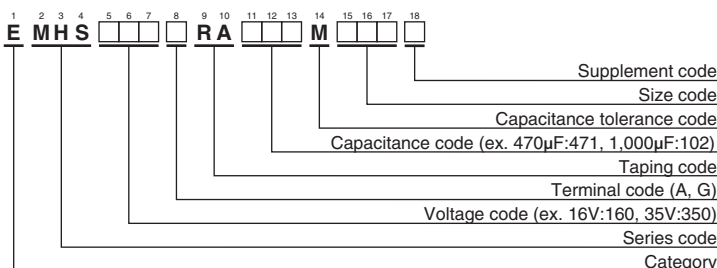 1 2 3 4 5 6 7 8 9 10 11 12 13 14 15 16 17 18
E MHS □□□ □ RA □□□ M □□□ □
Supplement code
Size code
Capacitance tolerance code
Capacitance code (ex. 470µF:471, 1,000µF:102)
Taping code
Terminal code (A, G)
Voltage code (ex. 16V:160, 35V:350)
Series code
Category